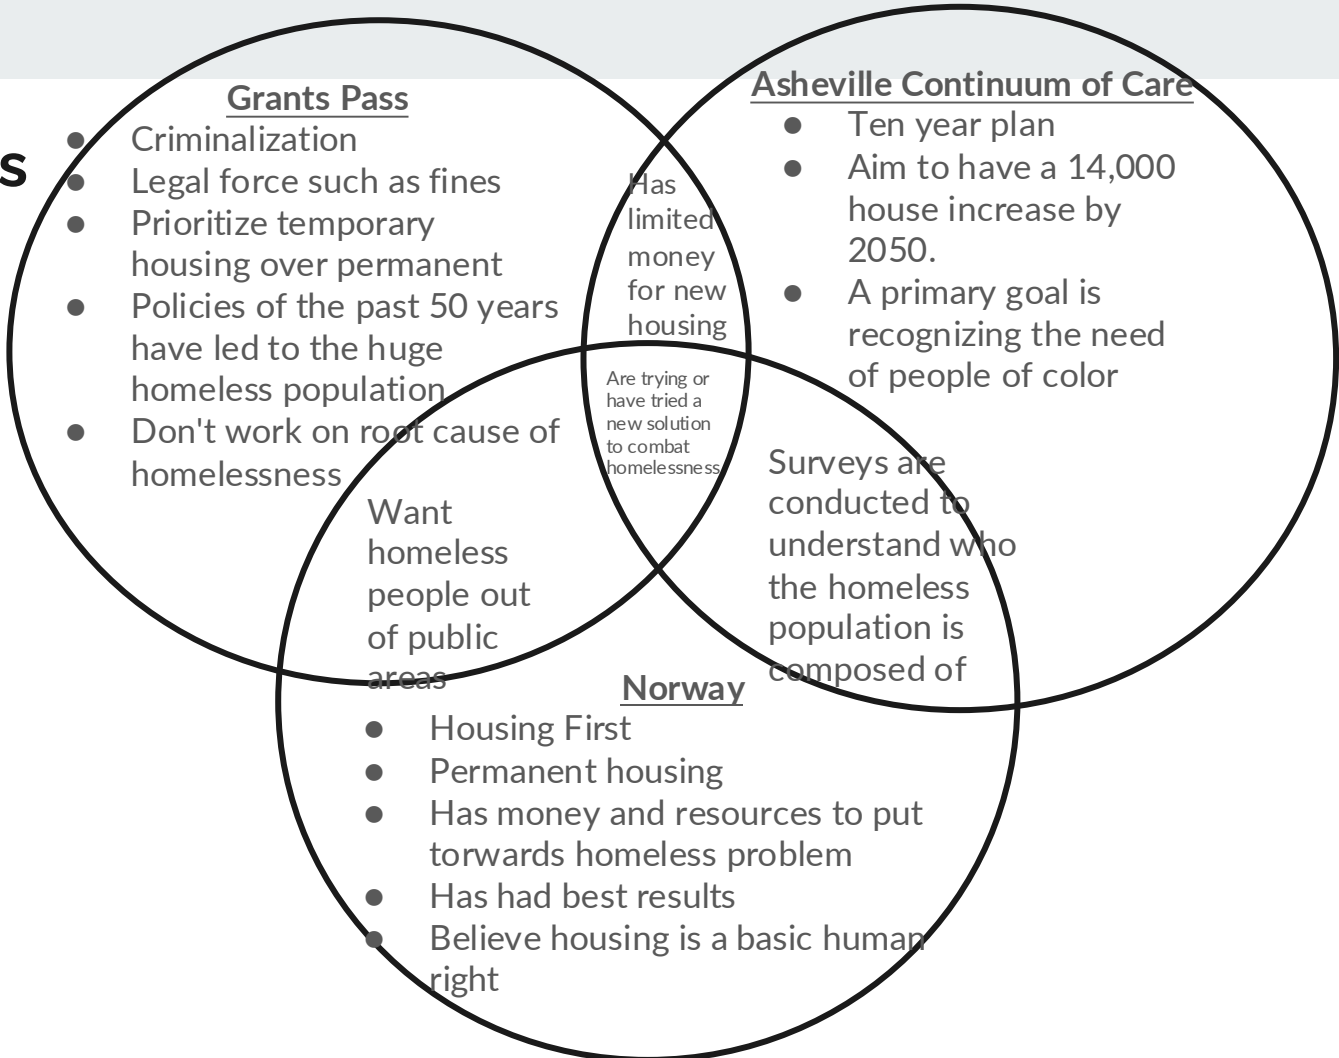 s
Grants Pass
● Criminalization
● Legal force such as fines
● Prioritize temporary
housing over permanent
● Policies of the past 50 years
have led to the huge
homeless population
● Don't work on root cause of
homelessness
Has
limited
money
for new
housing
Asheville Continuum of Care
● Ten year plan
● Aim to have a 14,000
house increase by
2050.
● A primary goal is
recognizing the need
of people of color
Are trying or
have tried a
new solution
to combat
homelessness
Want
homeless
people out
of public
areas
Surveys are
conducted to
understand who
the homeless
population is
composed of
Norway
● Housing First
● Permanent housing
● Has money and resources to put
torwards homeless problem
● Has had best results
● Believe housing is a basic human
right